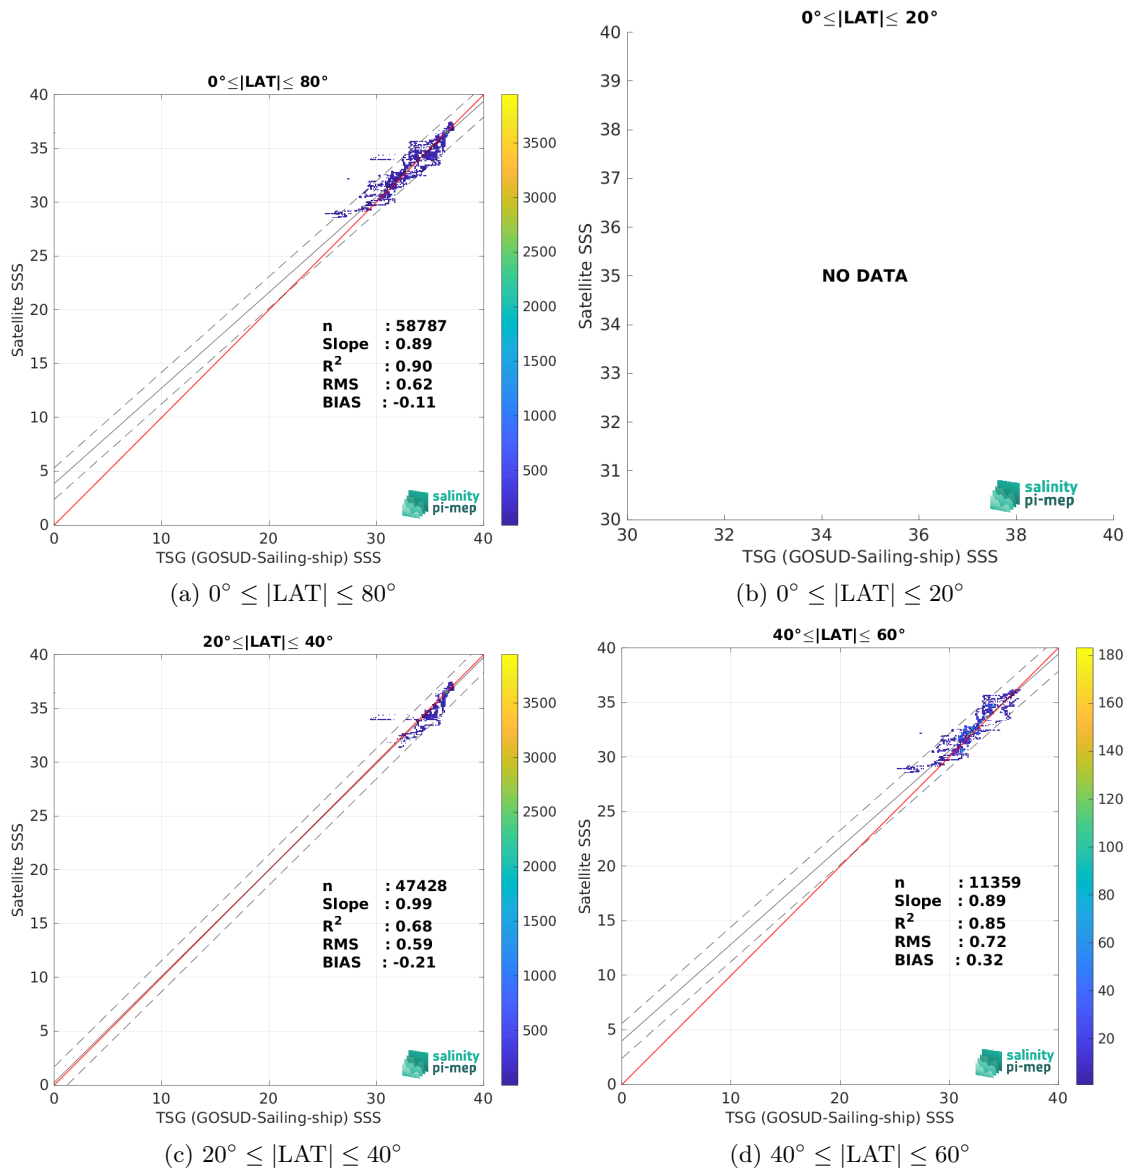 0°≤|LAT|≤ 80°
40
35
30
25
20
15
10
5
0
Satellite SSS
n : 58787
Slope : 0.89
R² : 0.90
RMS : 0.62
BIAS : -0.11
salinity
pi-mep
0 10 20 30 40
TSG (GOSUD-Sailing-ship) SSS
3500
3000
2500
2000
1500
1000
500
(a) 0° ≤ |LAT| ≤ 80°
0°≤|LAT|≤ 20°
40
39
38
37
36
35
34
33
32
31
30
Satellite SSS
NO DATA
salinity
pi-mep
30 32 34 36 38 40
TSG (GOSUD-Sailing-ship) SSS
(b) 0° ≤ |LAT| ≤ 20°
20°≤|LAT|≤ 40°
40
35
30
25
20
15
10
5
0
Satellite SSS
n : 47428
Slope : 0.99
R² : 0.68
RMS : 0.59
BIAS : -0.21
salinity
pi-mep
0 10 20 30 40
TSG (GOSUD-Sailing-ship) SSS
3500
3000
2500
2000
1500
1000
500
(c) 20° ≤ |LAT| ≤ 40°
40°≤|LAT|≤ 60°
40
35
30
25
20
15
10
5
0
Satellite SSS
n : 11359
Slope : 0.89
R² : 0.85
RMS : 0.72
BIAS : 0.32
salinity
pi-mep
0 10 20 30 40
TSG (GOSUD-Sailing-ship) SSS
180
160
140
120
100
80
60
40
20
(d) 40° ≤ |LAT| ≤ 60°